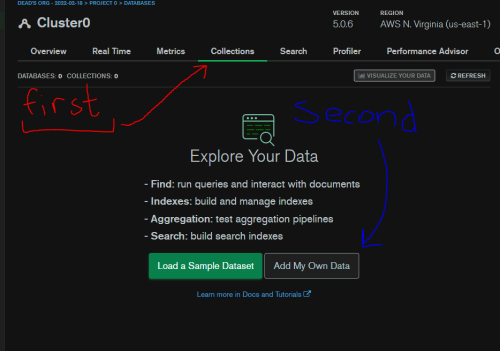 DEAD'S ORG - 2022-03-18 > PROJECT 0 > DATABASES
Cluster0
VERSION
5.0.6
REGION
AWS N. Virginia (us-east-1)
Overview Real Time Metrics Collections Search Profiler Performance Advisor O
DATABASES: 0 COLLECTIONS: 0
VISUALIZE YOUR DATA
REFRESH
first
second
Explore Your Data
- Find: run queries and interact with documents
- Indexes: build and manage indexes
- Aggregation: test aggregation pipelines
- Search: build search indexes
Load a Sample Dataset
Add My Own Data
Learn more in Docs and Tutorials